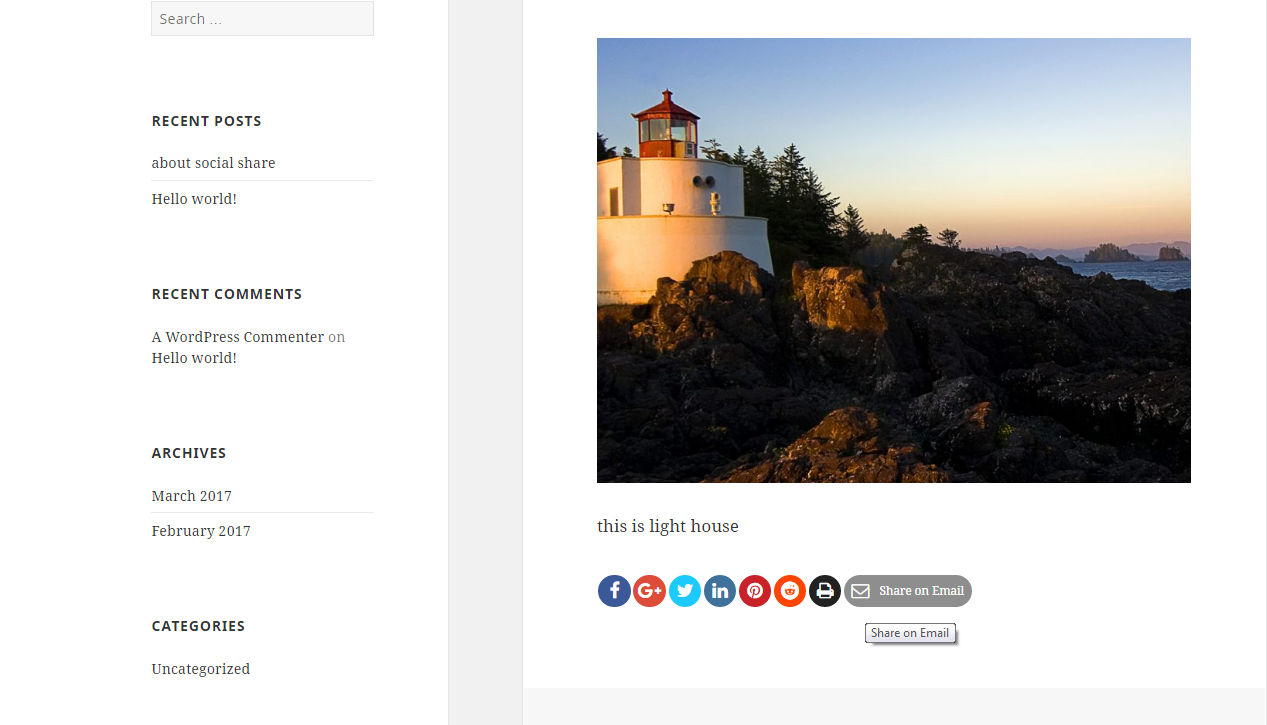 Search …
RECENT POSTS
about social share
Hello world!
RECENT COMMENTS
A WordPress Commenter on
Hello world!
ARCHIVES
March 2017
February 2017
CATEGORIES
Uncategorized
this is light house
Share on Email
Share on Email